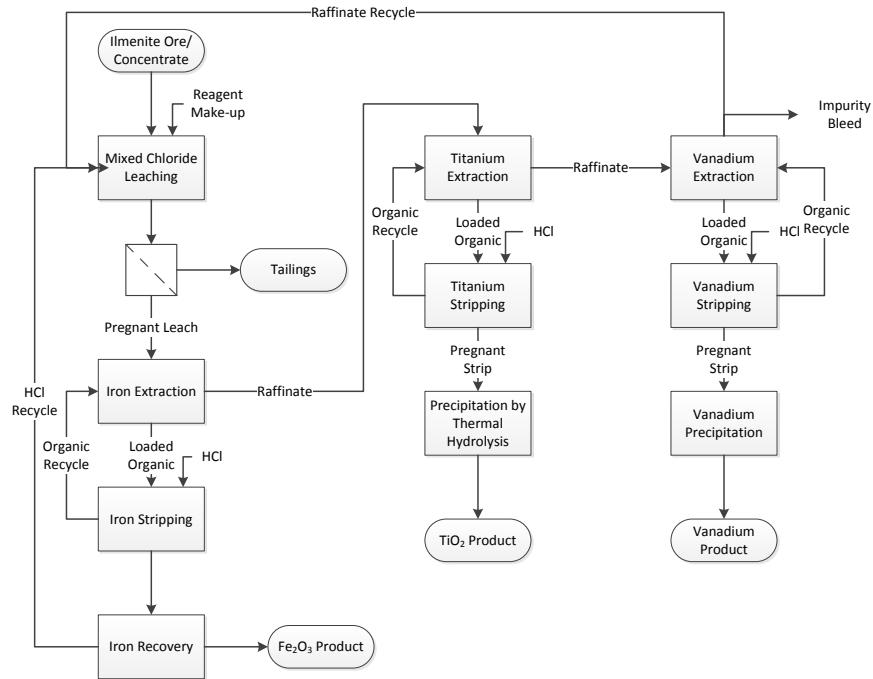 Raffinate Recycle
Ilmenite Ore/
Concentrate
Reagent
Make-up
Impurity
Bleed
Mixed Chloride
Leaching
Titanium
Extraction
Raffinate
Vanadium
Extraction
Organic
Recycle
Loaded
Organic
HCl
Loaded
Organic
HCl
Organic
Recycle
Tailings
Titanium
Stripping
Vanadium
Stripping
Pregnant Leach
Pregnant
Strip
Pregnant
Strip
HCl
Recycle
Iron Extraction
Raffinate
Precipitation by
Thermal
Hydrolysis
Vanadium
Precipitation
Organic
Recycle
Loaded
Organic
HCl
Iron Stripping
TiO₂ Product
Vanadium
Product
Iron Recovery
Fe₂O₃ Product